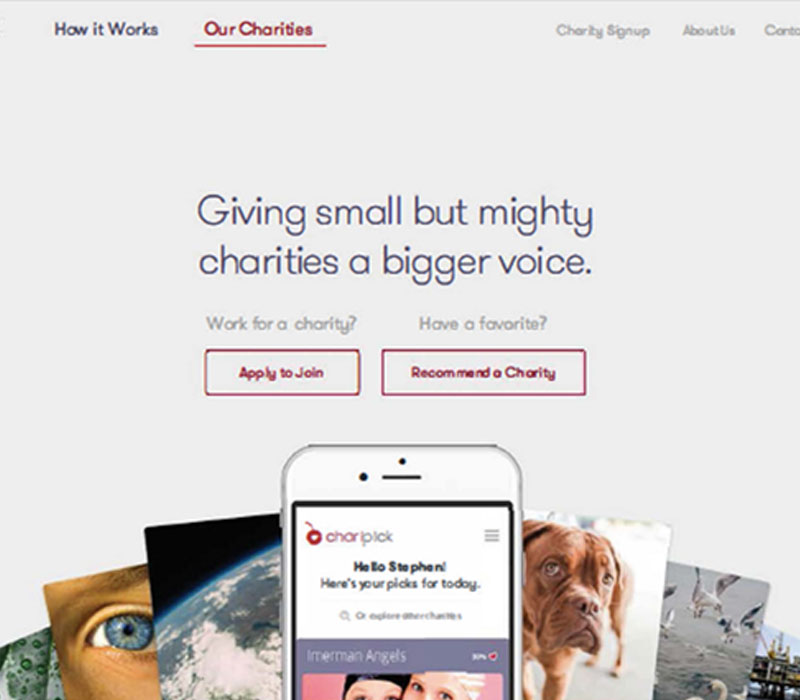 How it Works
Our Charities
Charity Signup
About Us
Giving small but mighty
charities a bigger voice.
Work for a charity?
Have a favorite?
Apply to Join
Recommend a Charity
charipick
Hello Stephen!
Here's your picks for today.
Or explore other charities
Imerman Angels